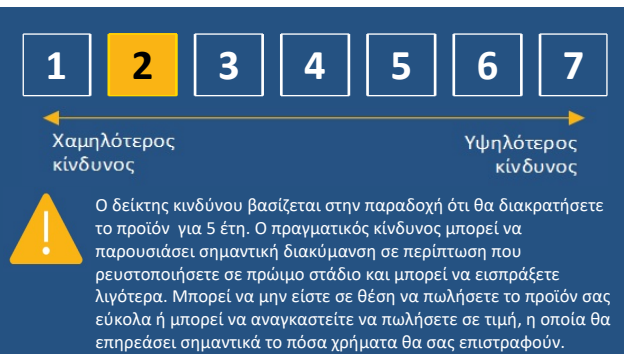 1 2 3 4 5 6 7
Χαμηλότερος κίνδυνος
Υψηλότερος κίνδυνος
Ο δείκτης κινδύνου βασίζεται στην παραδοχή ότι θα διακρατήσετε
το προϊόν για 5 έτη. Ο πραγματικός κίνδυνος μπορεί να
παρουσιάσει σημαντική διακύμανση σε περίπτωση που
ρευστοποιήσετε σε πρώιμο στάδιο και μπορεί να εισπράξετε
λιγότερα. Μπορεί να μην είστε σε θέση να πωλήσετε το προϊόν σας
εύκολα ή μπορεί να αναγκαστείτε να πωλήσετε σε τιμή, η οποία θα
επηρεάσει σημαντικά το πόσα χρήματα θα σας επιστραφούν.